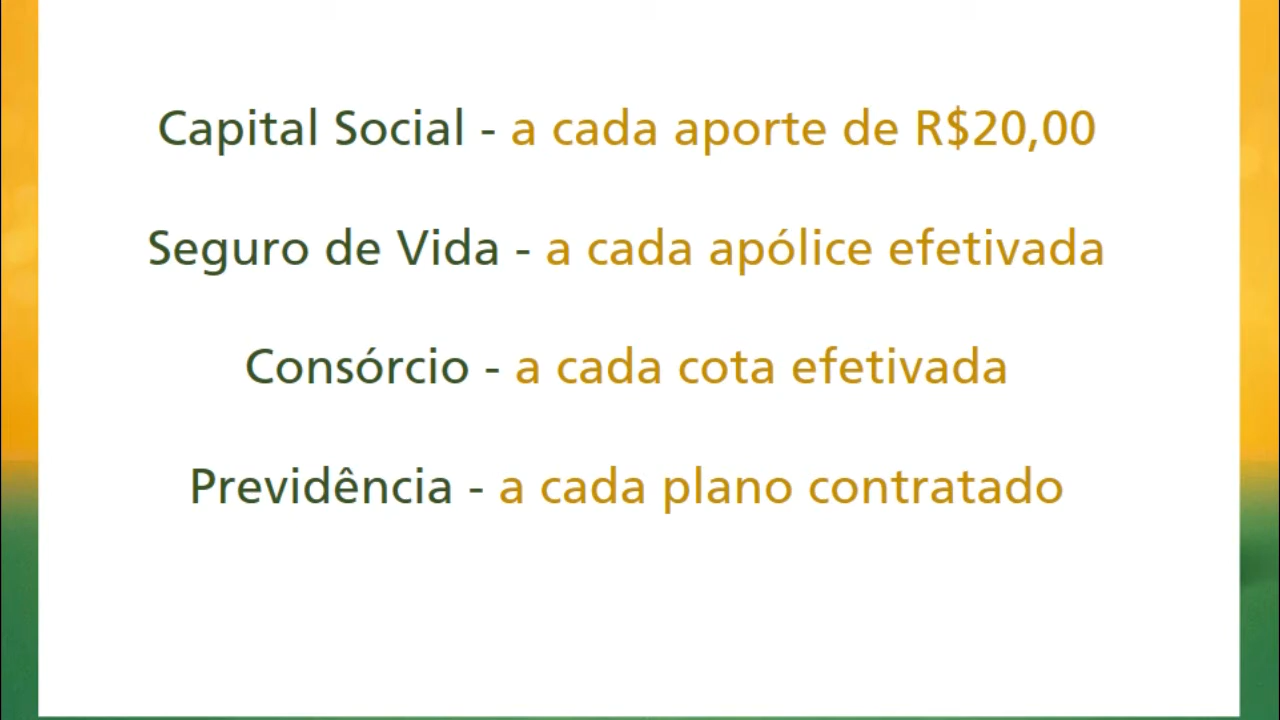 Capital Social - a cada aporte de R$20,00
Seguro de Vida - a cada apólice efetivada
Consórcio - a cada cota efetivada
Previdência - a cada plano contratado